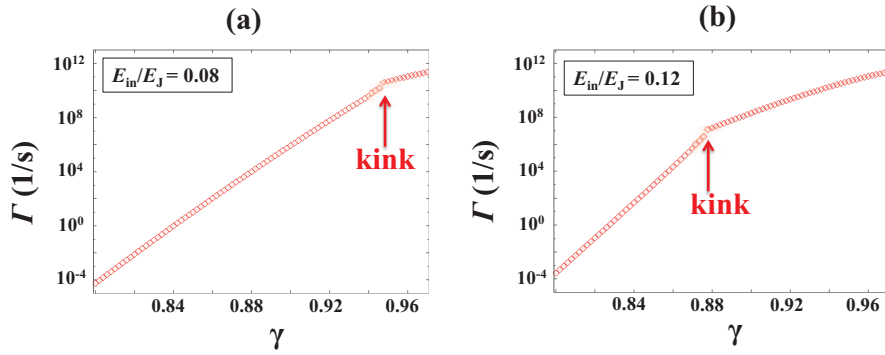 (a)
E_in/E_J = 0.08
10^12
10^8
10^4
10^0
10^-4
Γ (1/s)
kink
0.84 0.88 0.92 0.96
γ
(b)
E_in/E_J = 0.12
10^12
10^8
10^4
10^0
10^-4
Γ (1/s)
kink
0.84 0.88 0.92 0.96
γ